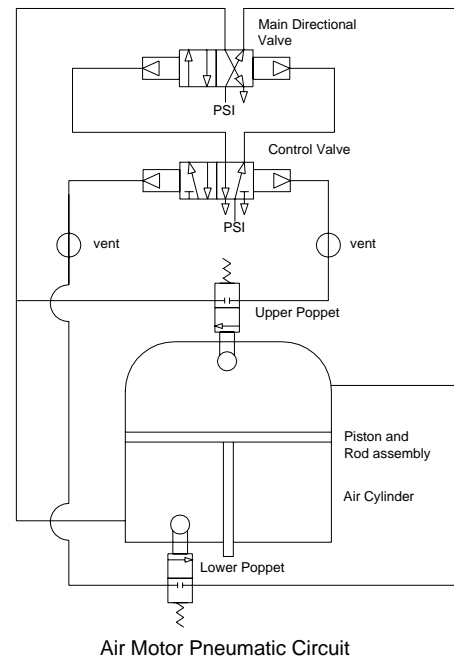 Main Directional
Valve
PSI
Control Valve
PSI
vent
vent
Upper Poppet
Piston and
Rod assembly
Air Cylinder
Lower Poppet
Air Motor Pneumatic Circuit